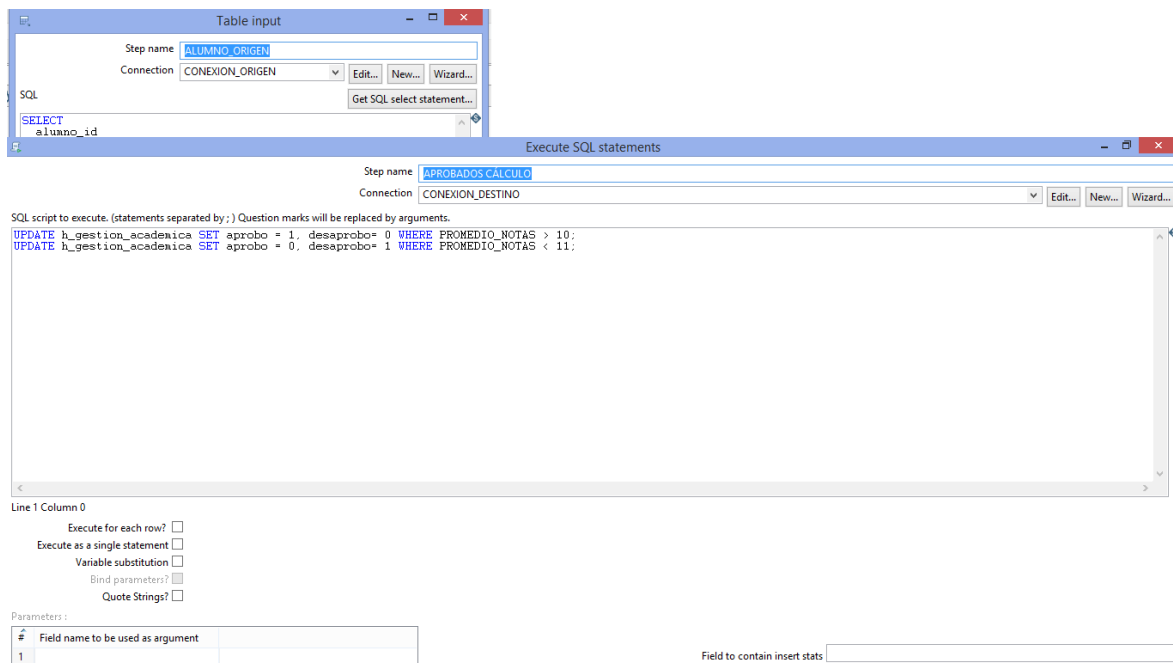 Table input
Step name ALUMNO_ORIGEN
Connection CONEXION_ORIGEN Edit... New... Wizard...
SQL Get SQL select statement...
SELECT
alumno_id
Execute SQL statements
Step name APROBADOS CÁLCULO
Connection CONEXION_DESTINO Edit... New... Wizard...
SQL script to execute. (statements separated by ; ) Question marks will be replaced by arguments.
UPDATE h_gestion_academica SET aprobo = 1, desaprobo= 0 WHERE PROMEDIO_NOTAS > 10;
UPDATE h_gestion_academica SET aprobo = 0, desaprobo= 1 WHERE PROMEDIO_NOTAS < 11;
Line 1 Column 0
Execute for each row?
Execute as a single statement
Variable substitution
Bind parameters?
Quote Strings?
Parameters :
# Field name to be used as argument
1
Field to contain insert stats